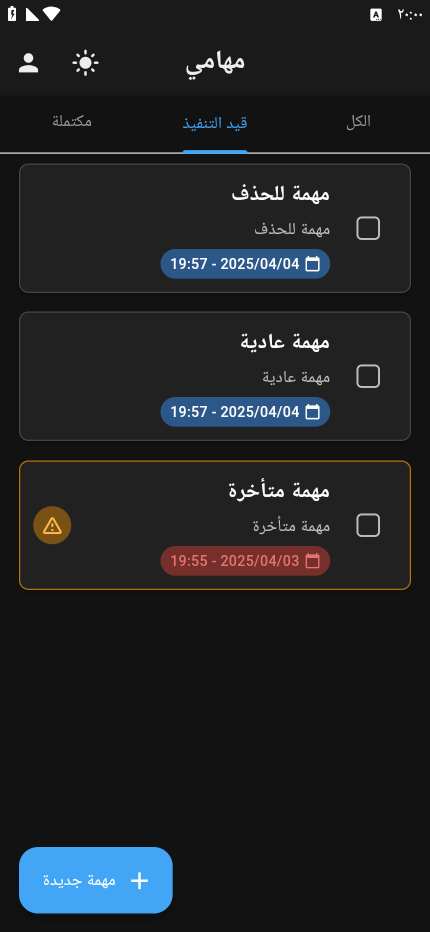 ٢٠:٠٠
A
مهامي
الكل
قيد التنفيذ
مكتملة
مهمة للحذف
مهمة للحذف
19:57 - 2025/04/04
مهمة عادية
مهمة عادية
19:57 - 2025/04/04
مهمة متأخرة
مهمة متأخرة
19:55 - 2025/04/03
مهمة جديدة